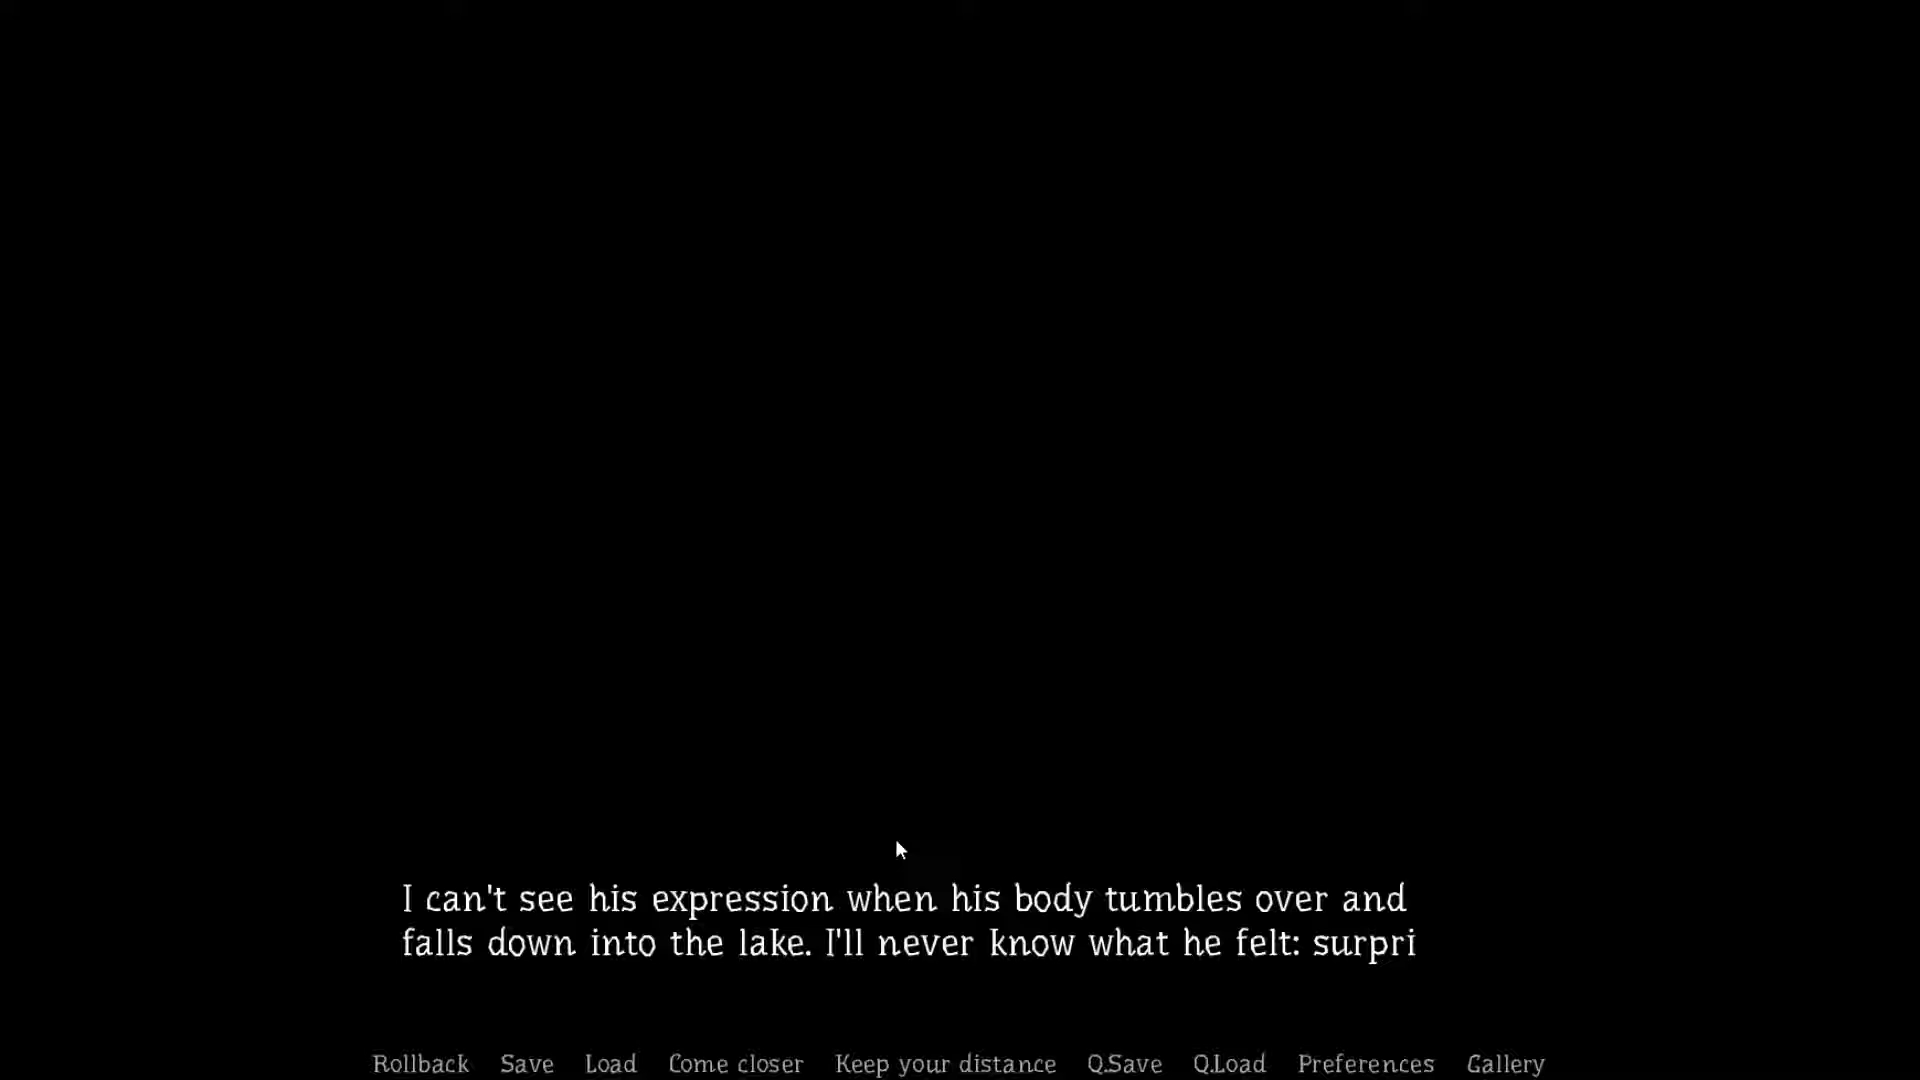 I can't see his expression when his body tumbles over and
falls down into the lake. I'll never know what he felt: surpri
Rollback Save Load Come closer Keep your distance Q.Save Q.Load Preferences Gallery